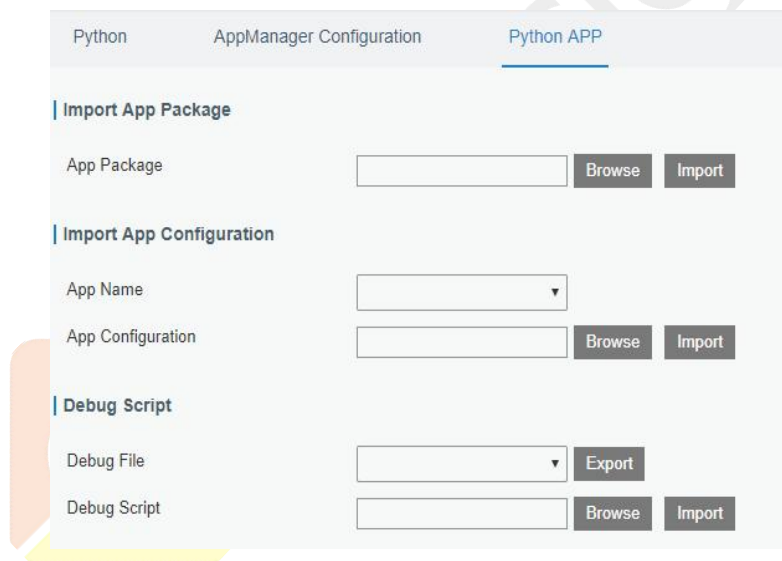 Python AppManager Configuration Python APP
Import App Package
App Package Browse Import
Import App Configuration
App Name
App Configuration Browse Import
Debug Script
Debug File Export
Debug Script Browse Import